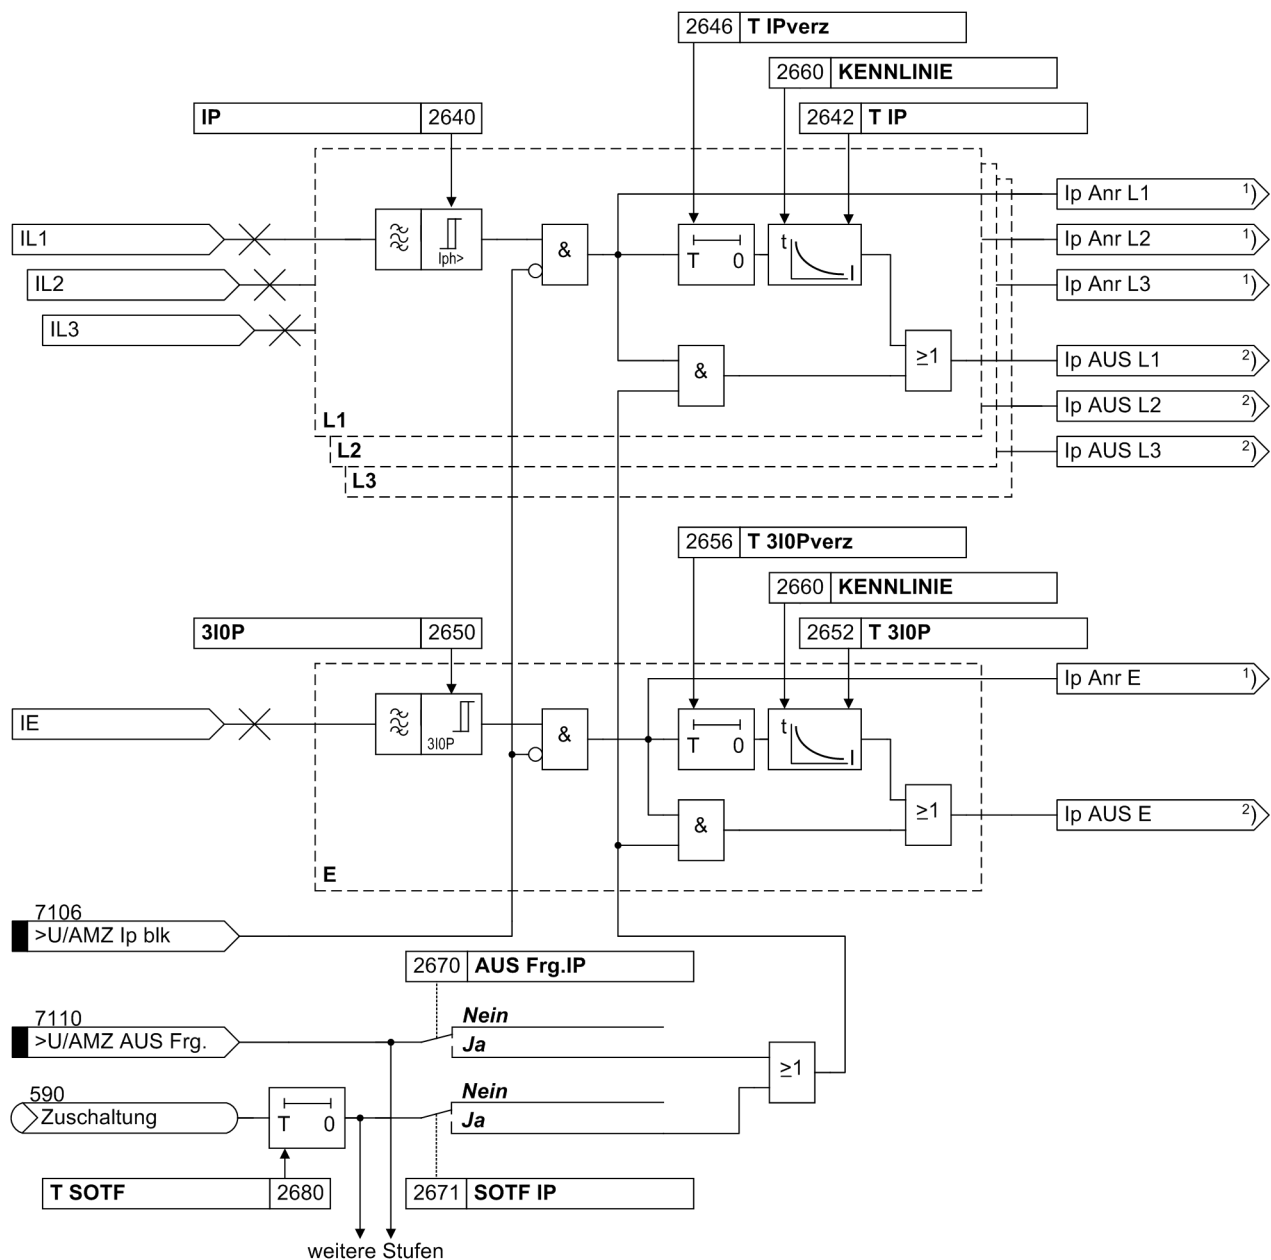 2646 T IPverz
2660 KENNLINIE
IP 2640
2642 T IP
Ip Anr L1 1)
IL1
Iph>
&
T 0
t I
Ip Anr L2 1)
IL2
Ip Anr L3 1)
IL3
&
≥1
Ip AUS L1 2)
Ip AUS L2 2)
L1
L2
Ip AUS L3 2)
L3
2656 T 3I0Pverz
2660 KENNLINIE
3I0P 2650
2652 T 3I0P
Ip Anr E 1)
IE
3I0P
&
T 0
t I
&
≥1
Ip AUS E 2)
E
7106
>U/AMZ Ip blk
2670 AUS Frg.IP
7110
>U/AMZ AUS Frg.
Nein
Ja
≥1
590
Zuschaltung
T 0
Nein
Ja
T SOTF 2680
2671 SOTF IP
weitere Stufen